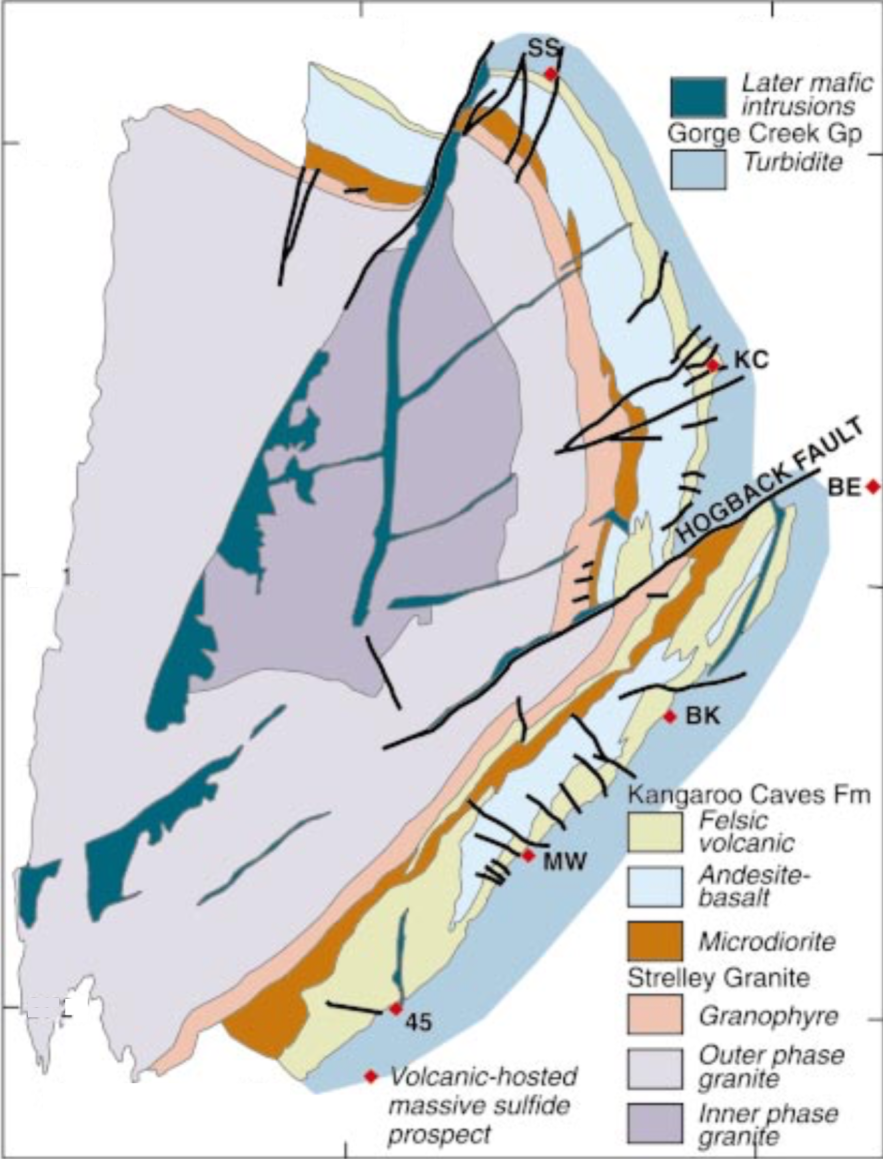 SS
Later mafic
intrusions
Gorge Creek Gp
Turbidite
KC
HOGBACK FAULT
BE
1
BK
Kangaroo Caves Fm
Felsic
volcanic
MW
Andesite-
basalt
Microdiorite
Strelley Granite
45
Granophyre
Outer phase
granite
Volcanic-hosted
massive sulfide
prospect
Inner phase
granite